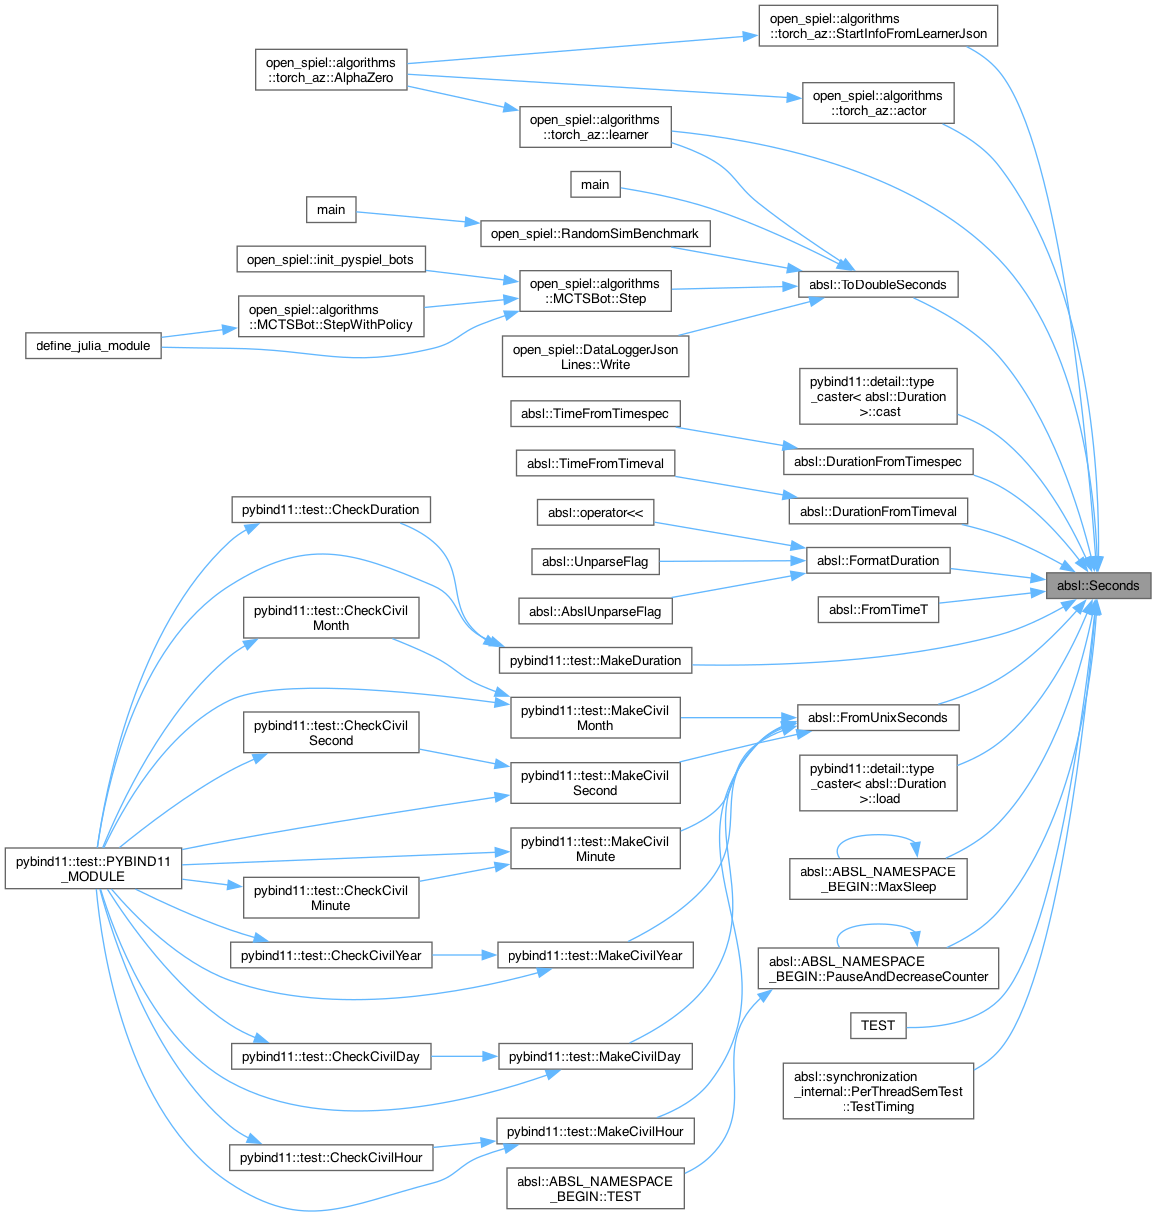 open_spiel::algorithms
::torch_az::StartInfoFromLearnerJson
open_spiel::algorithms
::torch_az::AlphaZero
open_spiel::algorithms
::torch_az::actor
open_spiel::algorithms
::torch_az::learner
main
main
open_spiel::RandomSimBenchmark
open_spiel::init_pyspiel_bots
open_spiel::algorithms
::MCTSBot::Step
absl::ToDoubleSeconds
open_spiel::algorithms
::MCTSBot::StepWithPolicy
define_julia_module
open_spiel::DataLoggerJson
Lines::Write
pybind11::detail::type
_caster< absl::Duration
>::cast
absl::TimeFromTimespec
absl::DurationFromTimespec
absl::TimeFromTimeval
absl::DurationFromTimeval
pybind11::test::CheckDuration
absl::operator<<
absl::UnparseFlag
absl::FormatDuration
absl::Seconds
absl::AbslUnparseFlag
absl::FromTimeT
pybind11::test::CheckCivil
Month
pybind11::test::MakeDuration
pybind11::test::MakeCivil
Month
absl::FromUnixSeconds
pybind11::test::CheckCivil
Second
pybind11::test::MakeCivil
Second
pybind11::detail::type
_caster< absl::Duration
>::load
pybind11::test::PYBIND11
_MODULE
pybind11::test::MakeCivil
Minute
absl::ABSL_NAMESPACE
_BEGIN::MaxSleep
pybind11::test::CheckCivil
Minute
pybind11::test::CheckCivilYear
pybind11::test::MakeCivilYear
absl::ABSL_NAMESPACE
_BEGIN::PauseAndDecreaseCounter
TEST
pybind11::test::CheckCivilDay
pybind11::test::MakeCivilDay
absl::synchronization
_internal::PerThreadSemTest
::TestTiming
pybind11::test::CheckCivilHour
pybind11::test::MakeCivilHour
absl::ABSL_NAMESPACE
_BEGIN::TEST